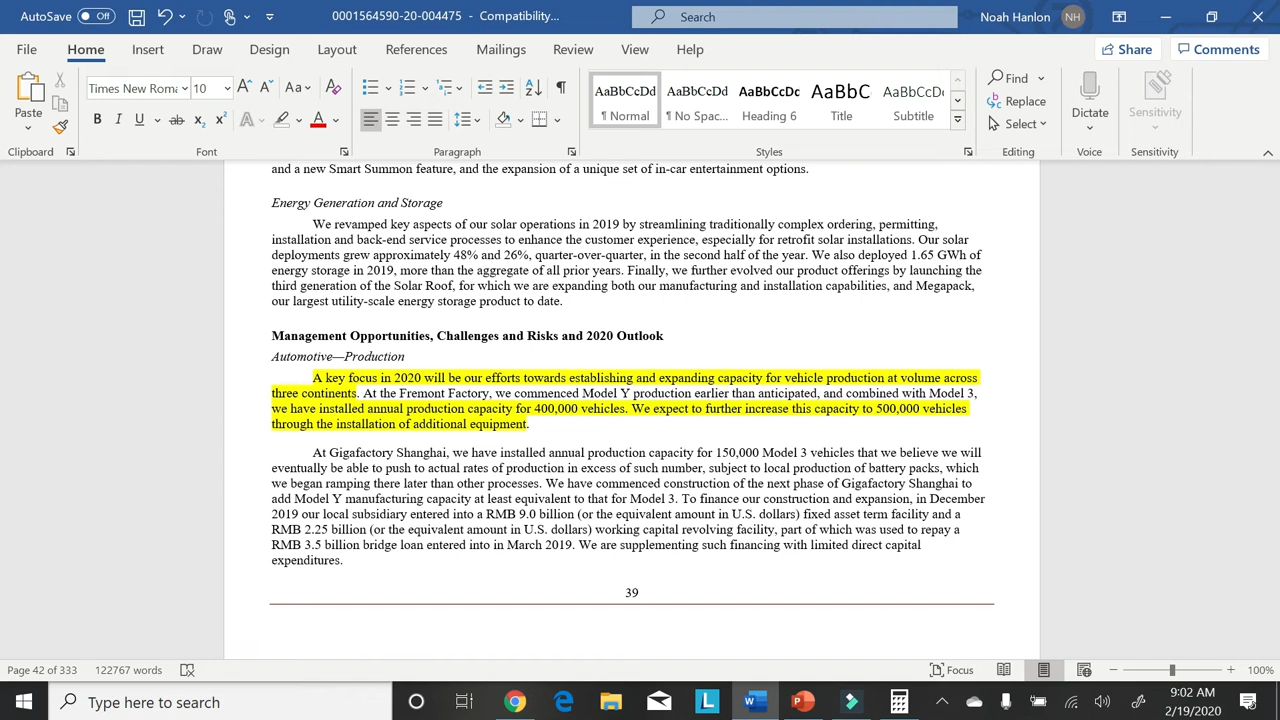 AutoSave Off 0001564590-20-004475 - Compatibility... Search Noah Hanlon NH
File Home Insert Draw Design Layout References Mailings Review View Help Share Comments
Paste Times New Roma 10 Aa AaBbCcDd AaBbCcDd AaBbCcDc AaBbC AaBbCcDc Find Replace Select Dictate Sensitivity
¶ Normal ¶ No Spac... Heading 6 Title Subtitle
Clipboard Font Paragraph Styles Editing Voice Sensitivity
and a new Smart Summon feature, and the expansion of a unique set of in-car entertainment options.
Energy Generation and Storage
We revamped key aspects of our solar operations in 2019 by streamlining traditionally complex ordering, permitting,
installation and back-end service processes to enhance the customer experience, especially for retrofit solar installations. Our solar
deployments grew approximately 48% and 26%, quarter-over-quarter, in the second half of the year. We also deployed 1.65 GWh of
energy storage in 2019, more than the aggregate of all prior years. Finally, we further evolved our product offerings by launching the
third generation of the Solar Roof, for which we are expanding both our manufacturing and installation capabilities, and Megapack,
our largest utility-scale energy storage product to date.
Management Opportunities, Challenges and Risks and 2020 Outlook
Automotive—Production
A key focus in 2020 will be our efforts towards establishing and expanding capacity for vehicle production at volume across
three continents. At the Fremont Factory, we commenced Model Y production earlier than anticipated, and combined with Model 3,
we have installed annual production capacity for 400,000 vehicles. We expect to further increase this capacity to 500,000 vehicles
through the installation of additional equipment.
At Gigafactory Shanghai, we have installed annual production capacity for 150,000 Model 3 vehicles that we believe we will
eventually be able to push to actual rates of production in excess of such number, subject to local production of battery packs, which
we began ramping there later than other processes. We have commenced construction of the next phase of Gigafactory Shanghai to
add Model Y manufacturing capacity at least equivalent to that for Model 3. To finance our construction and expansion, in December
2019 our local subsidiary entered into a RMB 9.0 billion (or the equivalent amount in U.S. dollars) fixed asset term facility and a
RMB 2.25 billion (or the equivalent amount in U.S. dollars) working capital revolving facility, part of which was used to repay a
RMB 3.5 billion bridge loan entered into in March 2019. We are supplementing such financing with limited direct capital
expenditures.
39
Page 42 of 333 122767 words Focus 100%
Type here to search 9:02 AM
2/19/2020